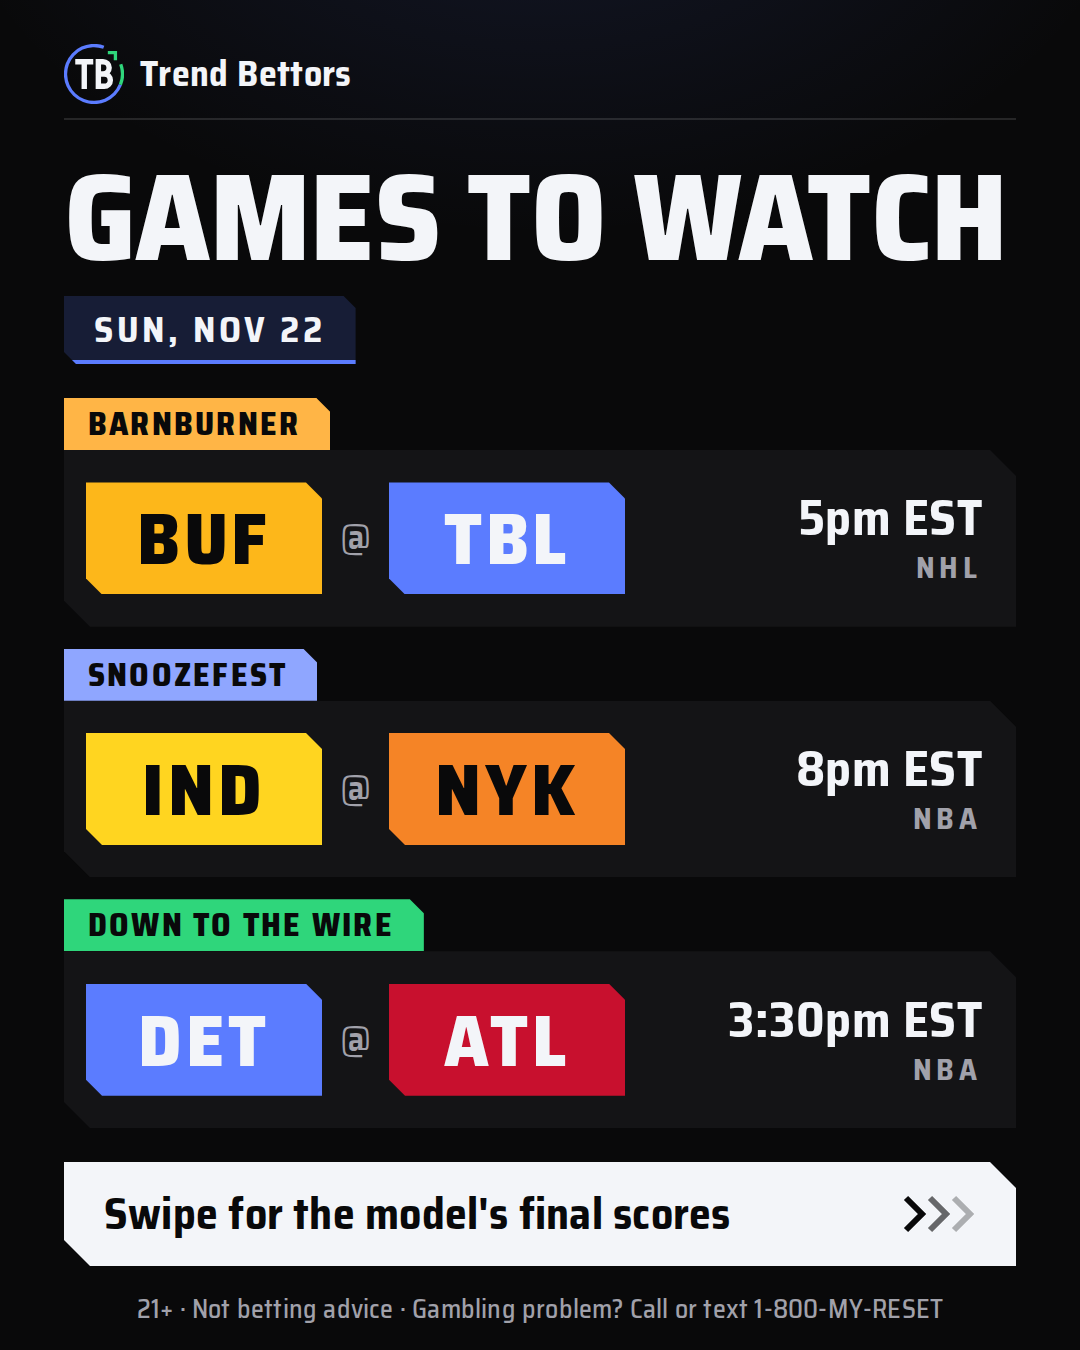 TB Trend Bettors
GAMES TO WATCH
SUN, NOV 22
BARNBURNER
BUF @ TBL 5pm EST
NHL
SNOOZEFEST
IND @ NYK 8pm EST
NBA
DOWN TO THE WIRE
DET @ ATL 3:30pm EST
NBA
Swipe for the model's final scores
21+ · Not betting advice · Gambling problem? Call or text 1-800-MY-RESET